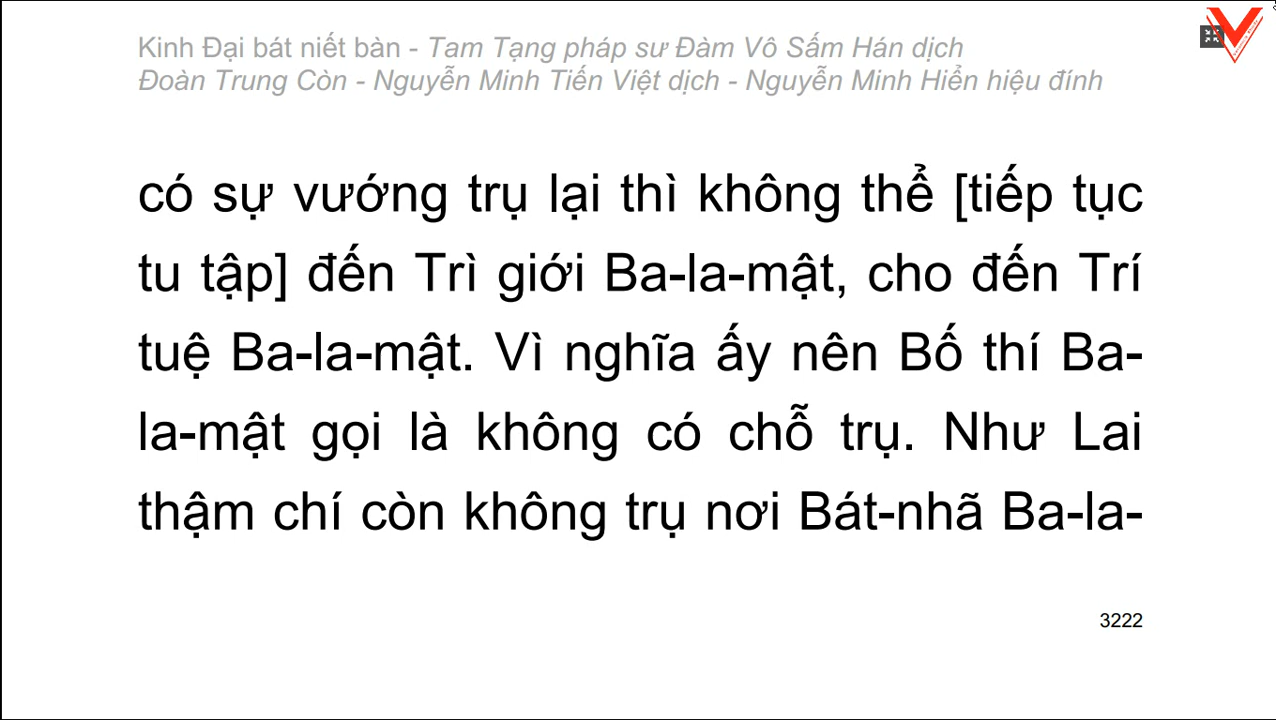 Kinh Đại bát niết bàn - Tam Tạng pháp sư Đàm Vô Sấm Hán dịch
Đoàn Trung Còn - Nguyễn Minh Tiến Việt dịch - Nguyễn Minh Hiển hiệu đính
có sự vướng trụ lại thì không thể [tiếp tục
tu tập] đến Trì giới Ba-la-mật, cho đến Trí
tuệ Ba-la-mật. Vì nghĩa ấy nên Bố thí Ba-
la-mật gọi là không có chỗ trụ. Như Lai
thậm chí còn không trụ nơi Bát-nhã Ba-la-
3222